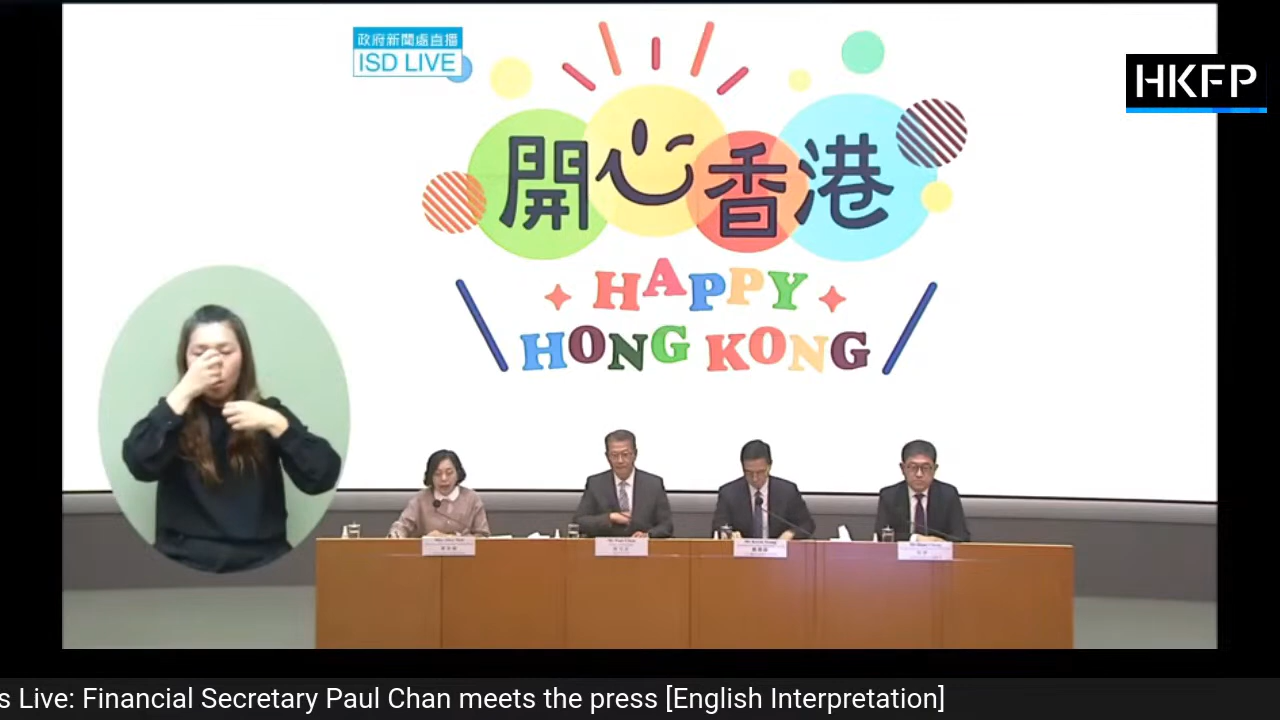 政府新聞處直播
ISD LIVE
HKFP
開心香港
HAPPY
HONG KONG
s Live: Financial Secretary Paul Chan meets the press [English Interpretation]